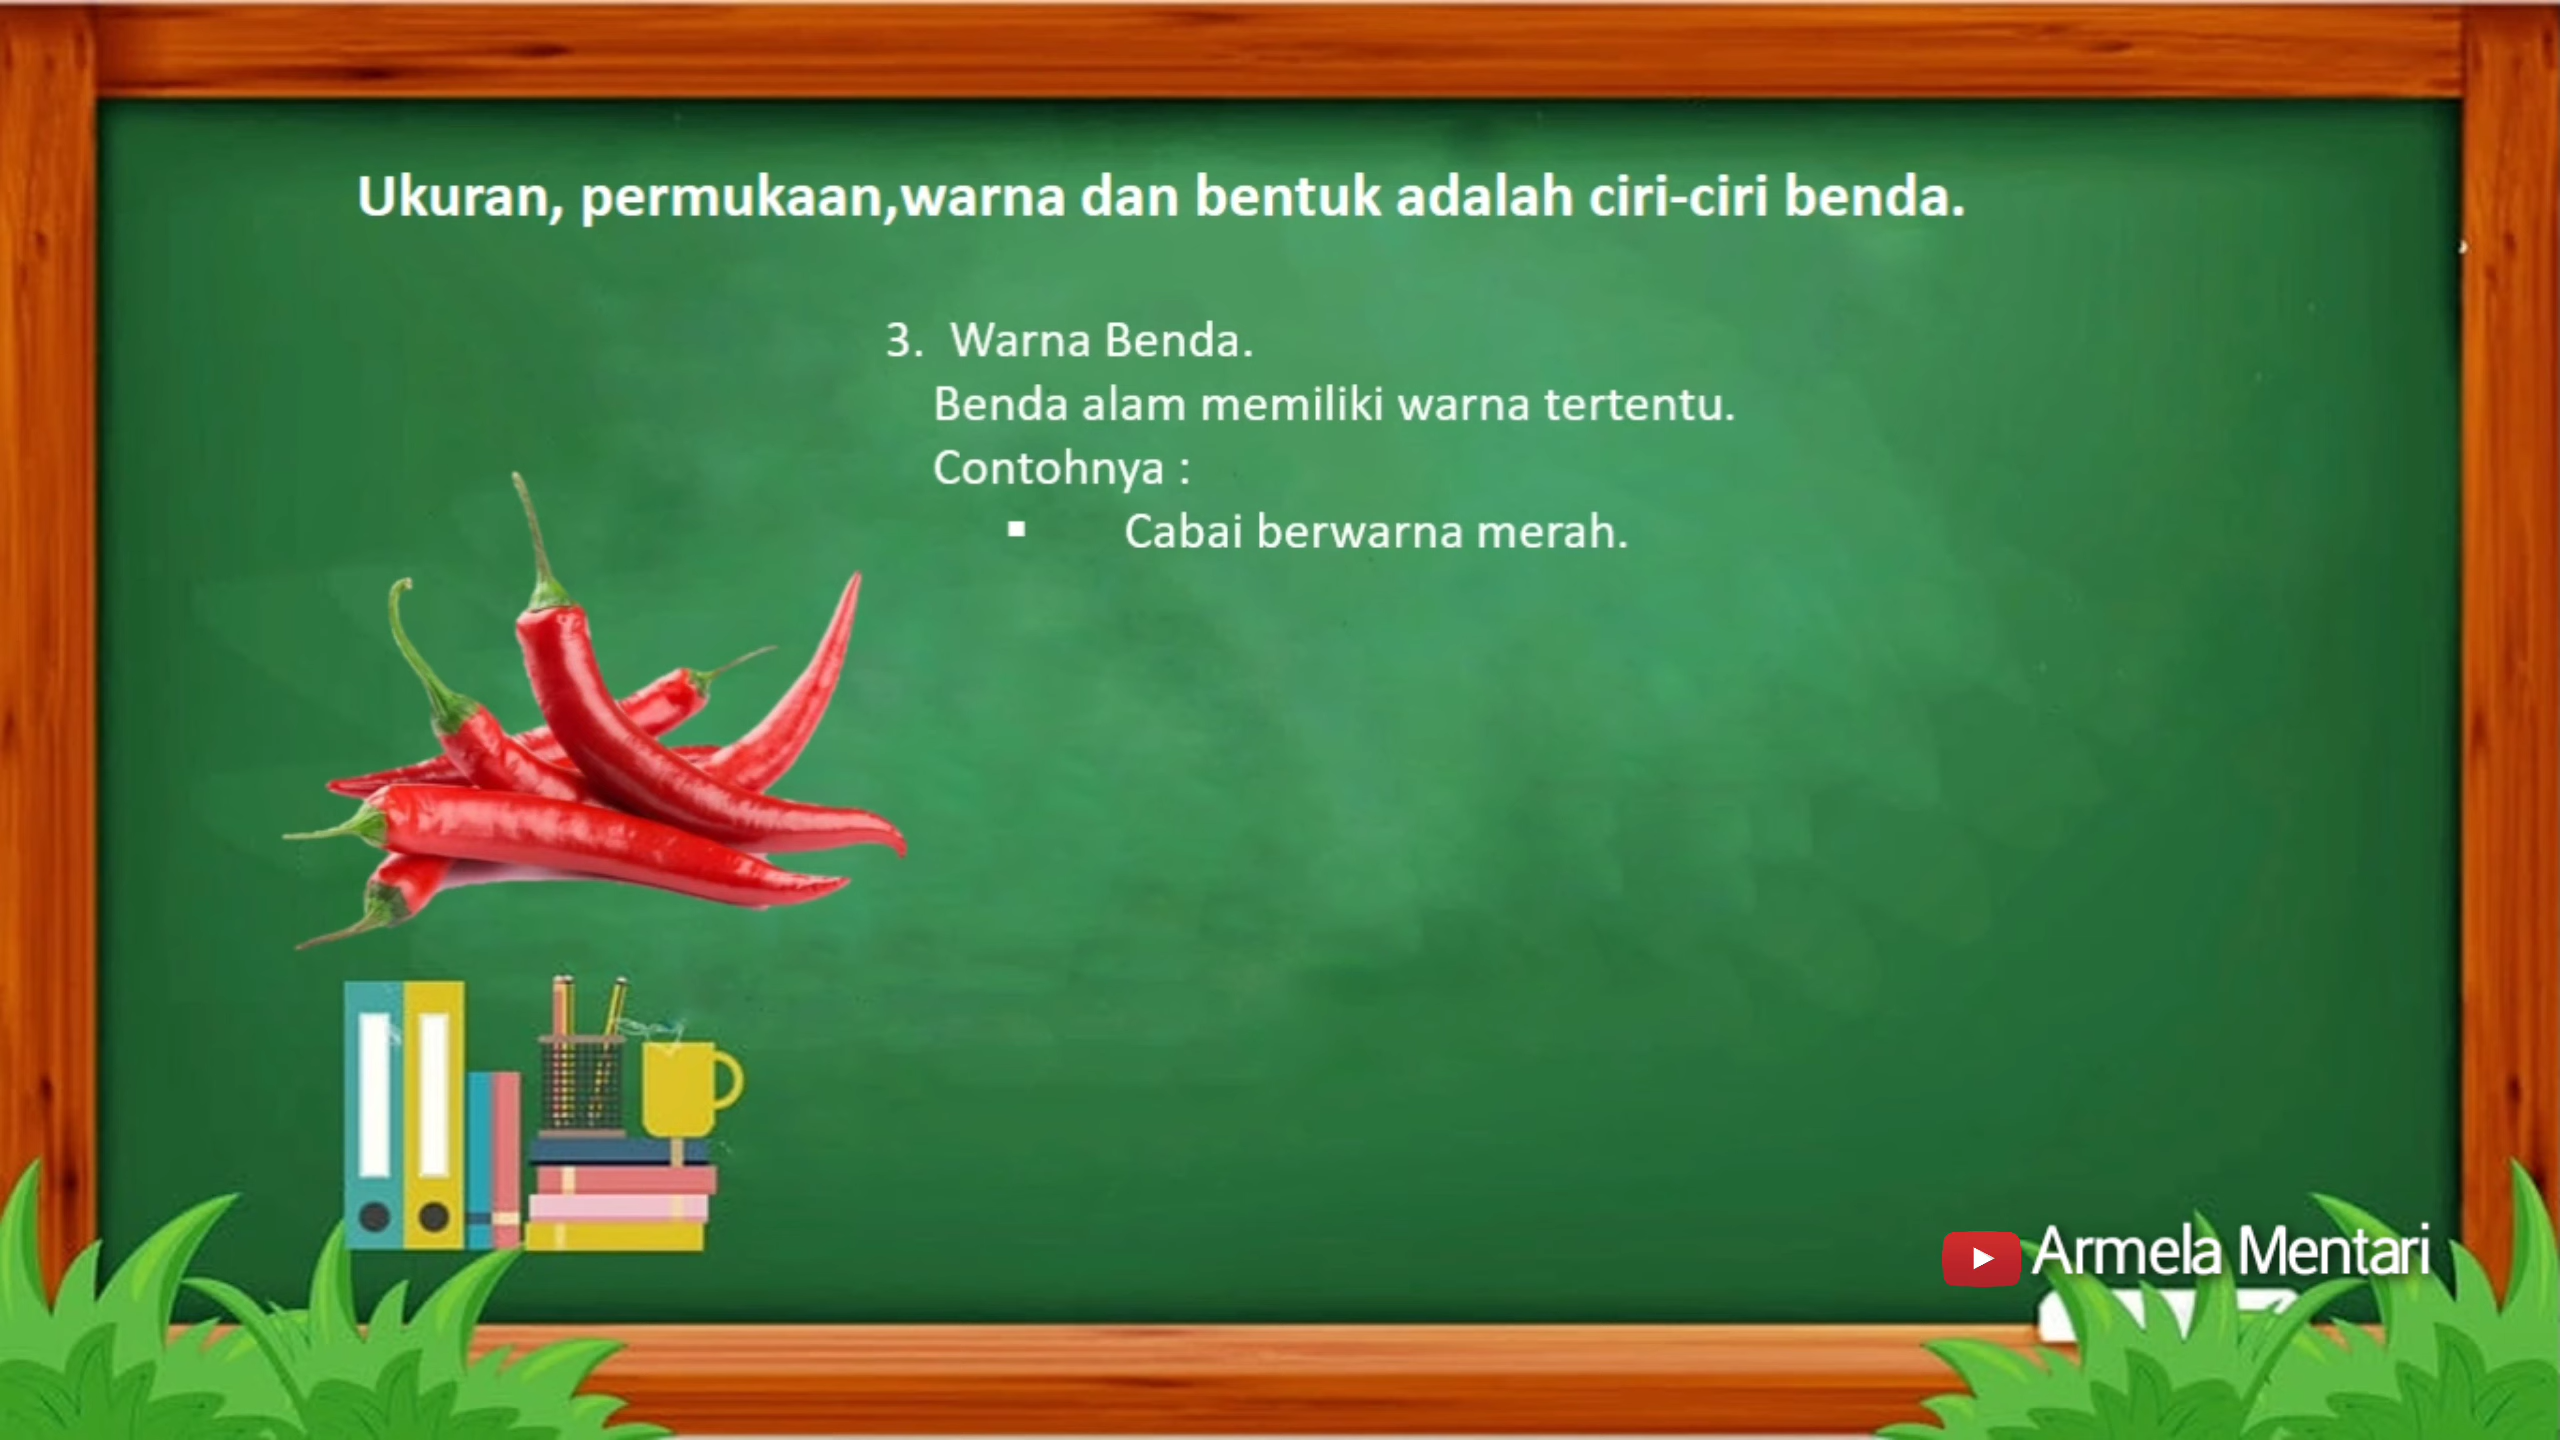 Ukuran, permukaan,warna dan bentuk adalah ciri-ciri benda.
3. Warna Benda.
Benda alam memiliki warna tertentu.
Contohnya :
▪ Cabai berwarna merah.
Armela Mentari